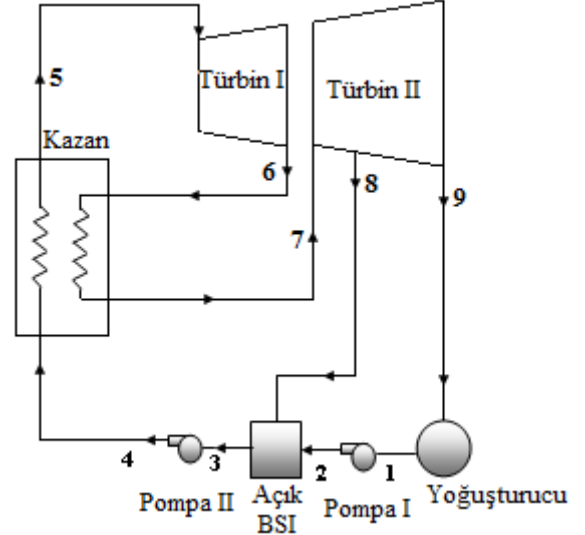 Türbin I
Türbin II
5
Kazan
6
8
9
7
4
3
2
1
Pompa II
Açık
BSI
Pompa I
Yoğuşturucu